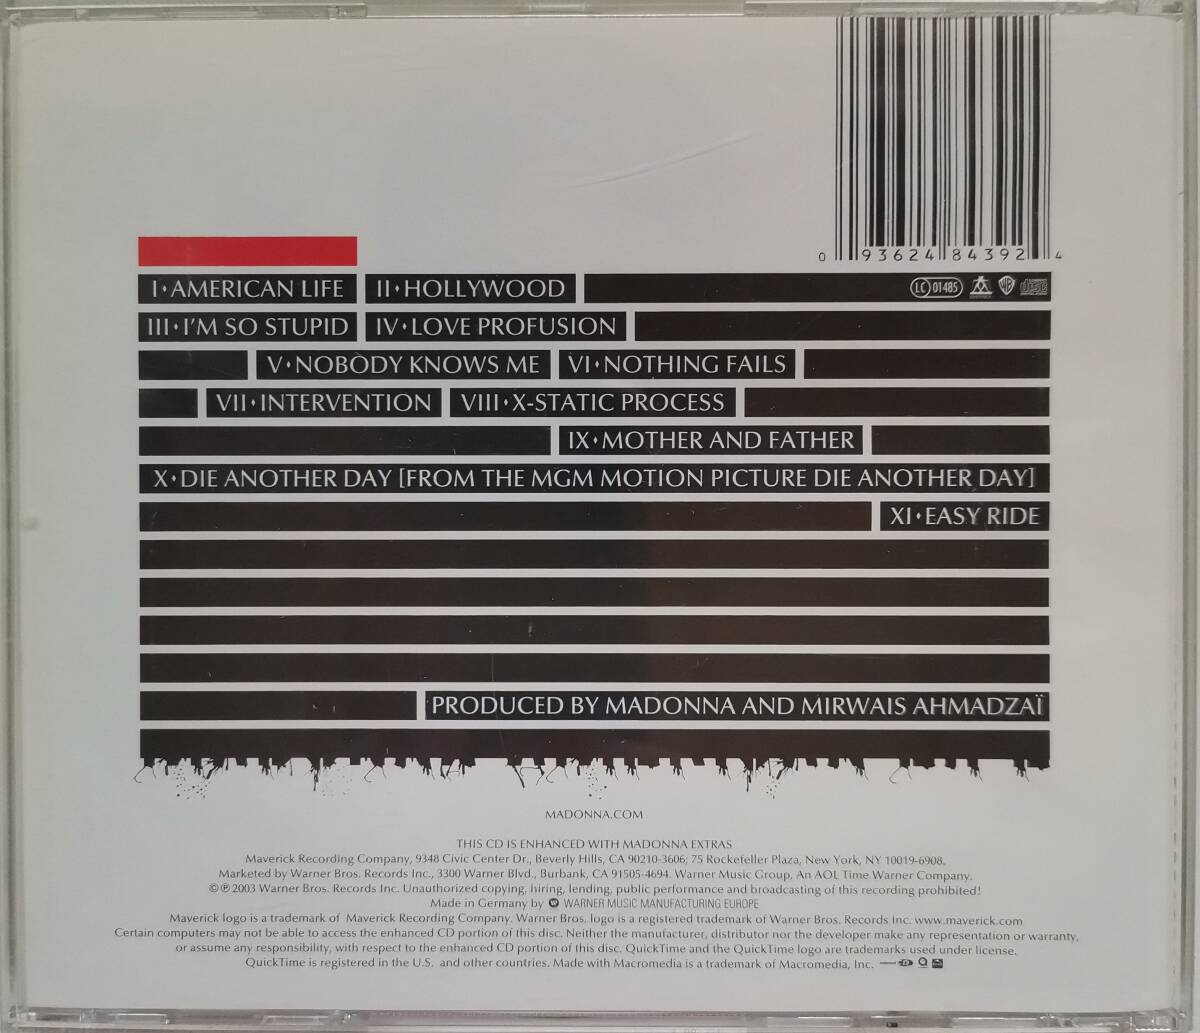 0 93624 84392 4
I•AMERICAN LIFE II•HOLLYWOOD LC 01485
III•I'M SO STUPID IV•LOVE PROFUSION
V•NOBODY KNOWS ME VI•NOTHING FAILS
VII•INTERVENTION VIII•X-STATIC PROCESS
IX•MOTHER AND FATHER
X•DIE ANOTHER DAY [FROM THE MGM MOTION PICTURE DIE ANOTHER DAY]
XI•EASY RIDE
PRODUCED BY MADONNA AND MIRWAIS AHMADZAÏ
MADONNA.COM
THIS CD IS ENHANCED WITH MADONNA EXTRAS
Maverick Recording Company, 9348 Civic Center Dr., Beverly Hills, CA 90210-3606; 75 Rockefeller Plaza, New York, NY 10019-6908.
Marketed by Warner Bros. Records Inc., 3300 Warner Blvd., Burbank, CA 91505-4694. Warner Music Group, An AOL Time Warner Company.
©℗2003 Warner Bros. Records Inc. Unauthorized copying, hiring, lending, public performance and broadcasting of this recording prohibited!
Made in Germany by WARNER MUSIC MANUFACTURING EUROPE
Maverick logo is a trademark of Maverick Recording Company. Warner Bros. logo is a registered trademark of Warner Bros. Records Inc. www.maverick.com
Certain computers may not be able to access the enhanced CD portion of this disc. Neither the manufacturer, distributor nor the developer make any representation or warranty,
or assume any responsibility, with respect to the enhanced CD portion of this disc. QuickTime and the QuickTime logo are trademarks used under license.
QuickTime is registered in the U.S. and other countries. Made with Macromedia is a trademark of Macromedia, Inc.